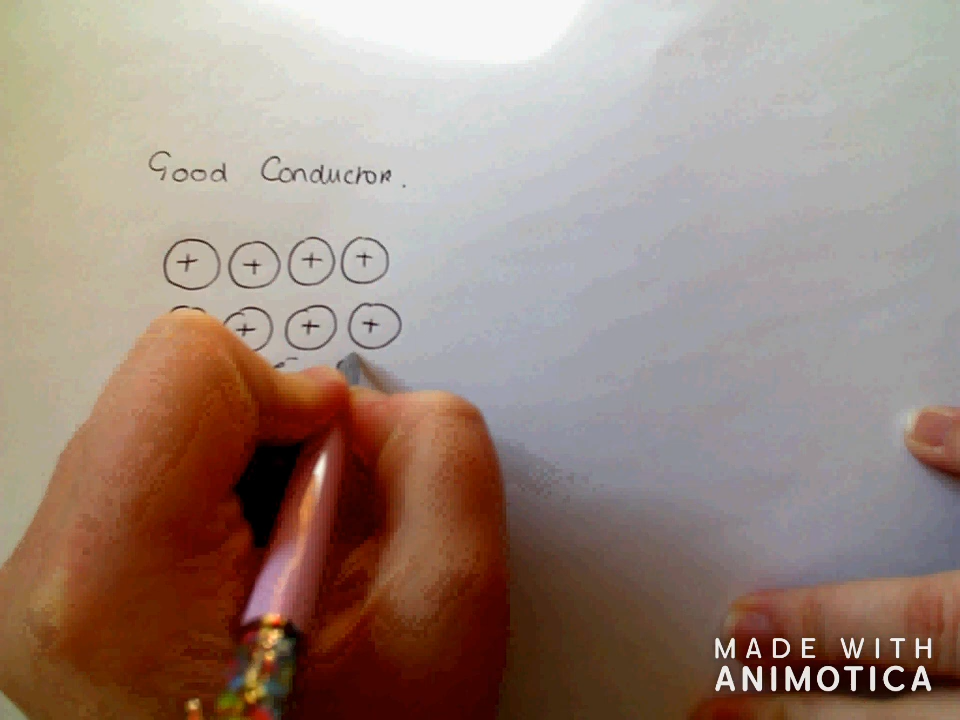 Good Conductor.
+ + + +
+ + +
MADE WITH
ANIMOTICA